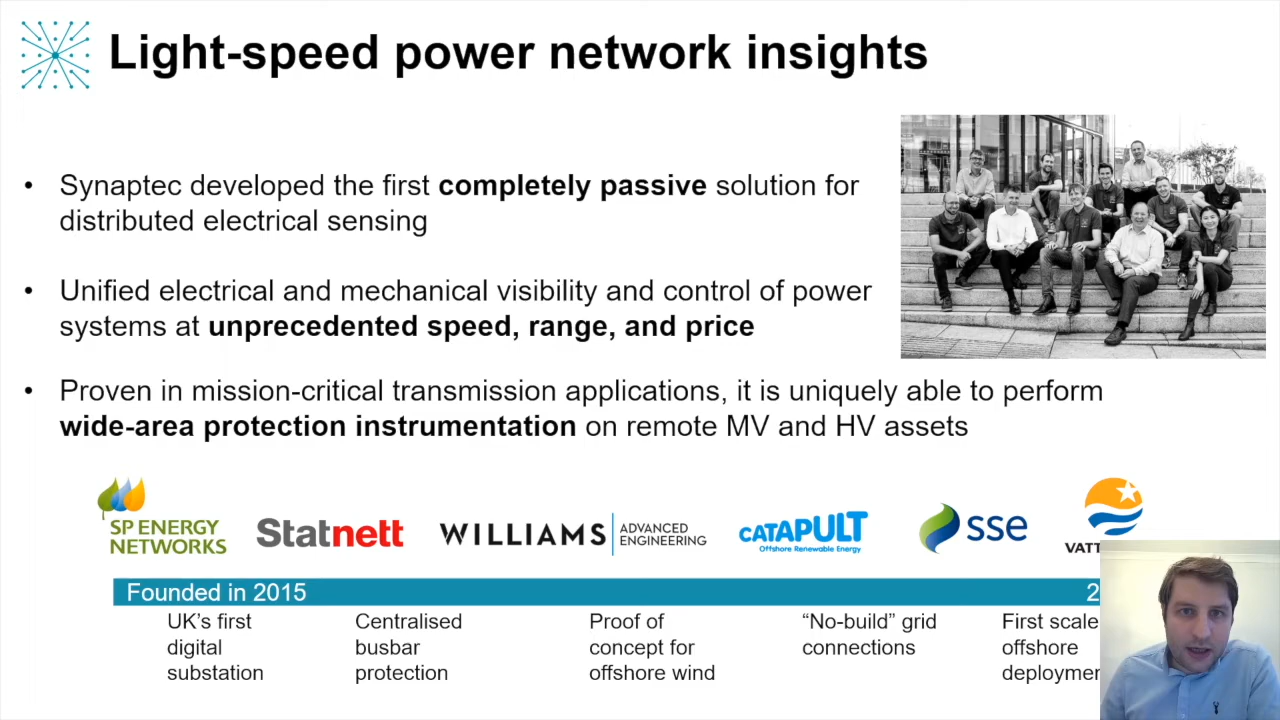 Light-speed power network insights
• Synaptec developed the first completely passive solution for
distributed electrical sensing
• Unified electrical and mechanical visibility and control of power
systems at unprecedented speed, range, and price
• Proven in mission-critical transmission applications, it is uniquely able to perform
wide-area protection instrumentation on remote MV and HV assets
SP ENERGY
NETWORKS
Statnett
WILLIAMS
ADVANCED
ENGINEERING
CATAPULT
Offshore Renewable Energy
sse
Founded in 2015
UK’s first
digital
substation
Centralised
busbar
protection
Proof of
concept for
offshore wind
“No-build” grid
connections
First scale
offshore